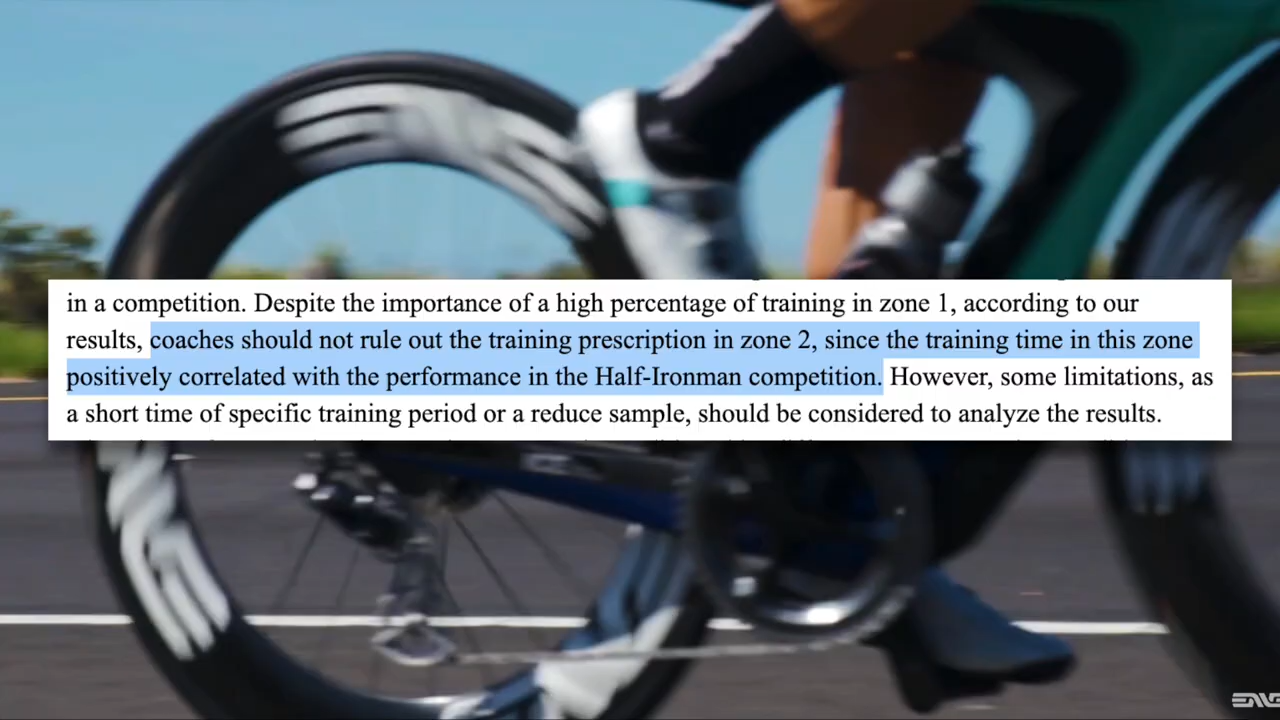 in a competition. Despite the importance of a high percentage of training in zone 1, according to our
results, coaches should not rule out the training prescription in zone 2, since the training time in this zone
positively correlated with the performance in the Half-Ironman competition. However, some limitations, as
a short time of specific training period or a reduce sample, should be considered to analyze the results.